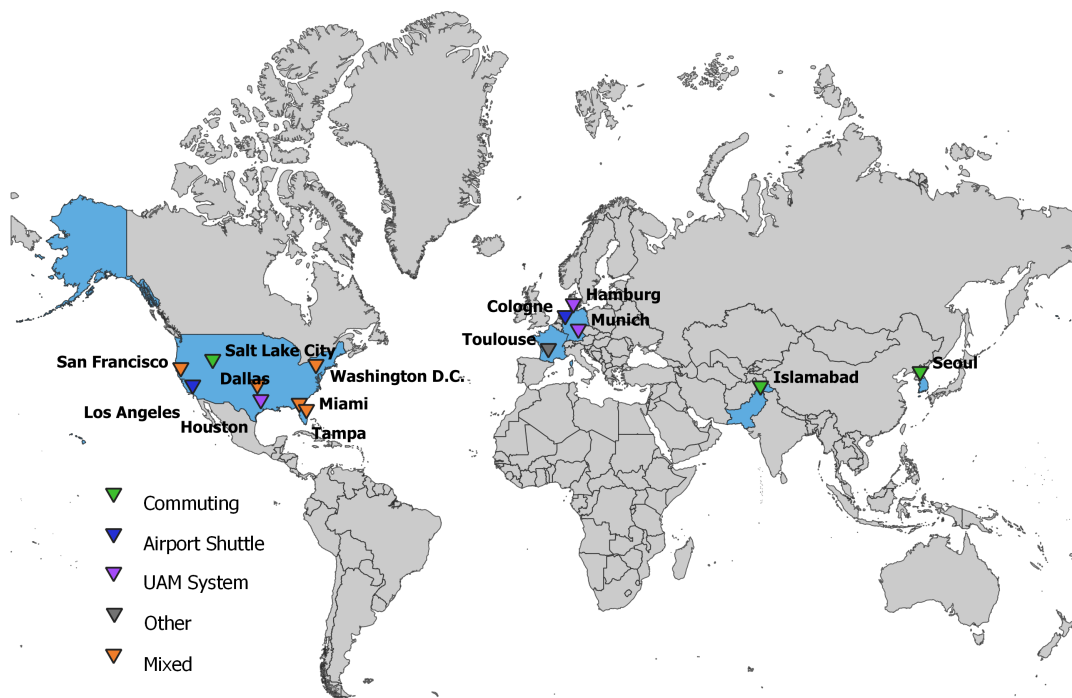 Hamburg
Cologne
Munich
Toulouse
Salt Lake City
San Francisco
Washington D.C.
Dallas
Seoul
Islamabad
Los Angeles
Miami
Houston
Tampa
Commuting
Airport Shuttle
UAM System
Other
Mixed